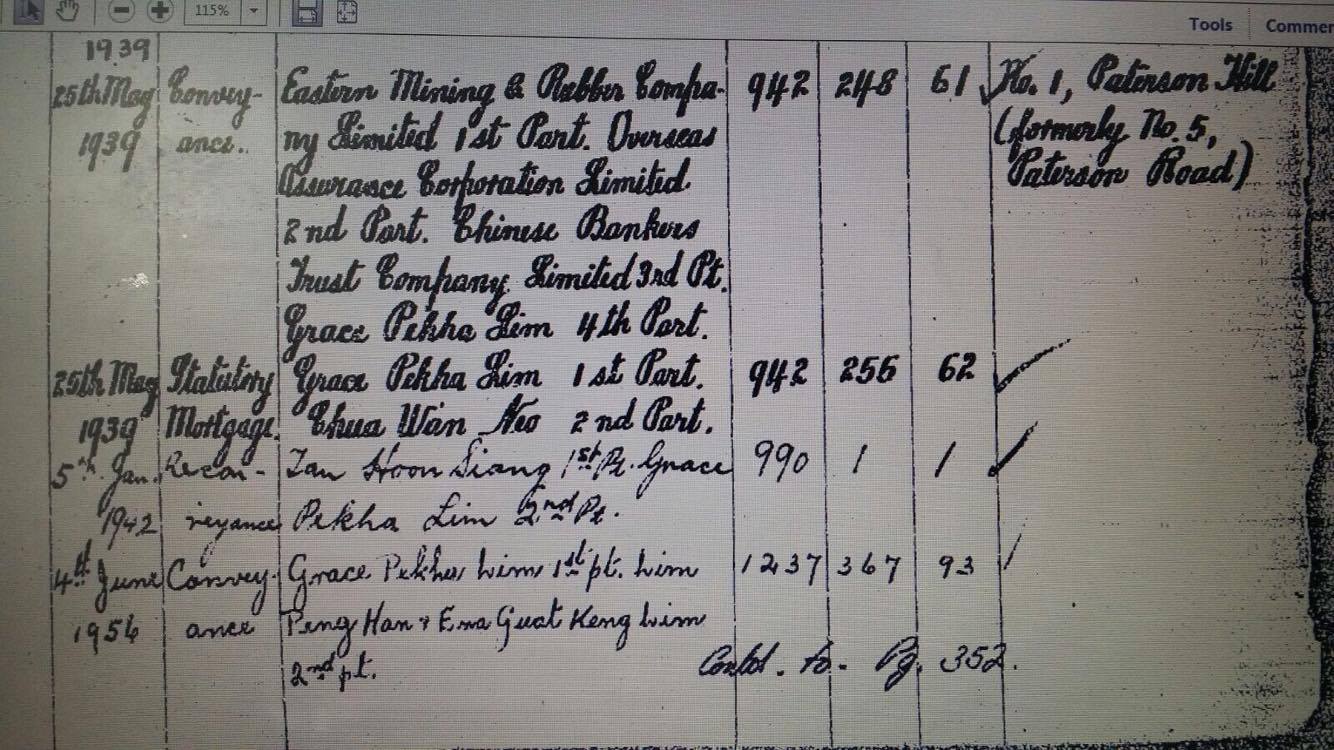 115%
Tools Commen
1939
25th May Convey- Eastern Mining & Rubber Compa- 942 248 61 No. 1, Paterson Hill
1939 ance. ny Limited 1st Part. Overseas (formerly No. 5,
Assurance Corporation Limited Paterson Road)
2nd Part. Chinese Bankers
Trust Company Limited 3rd Pt.
Grace Pekha Lim 4th Part.
25th May Statutory Grace Pekha Lim 1st Part. 942 256 62
1939 Mortgage. Chua Wan Neo 2nd Part.
5th Jan. Recon- Tan Hoon Siang 1st Pt. Grace 990 1 1
1942 veyance Pekha Lim 2nd Pt.
4th June Convey- Grace Pekha Lim 1st pt. Lim 1237 367 93
1956 ance Peng Han & Ena Guat Keng Lim
2nd pt. Contd. to. Pg. 352.